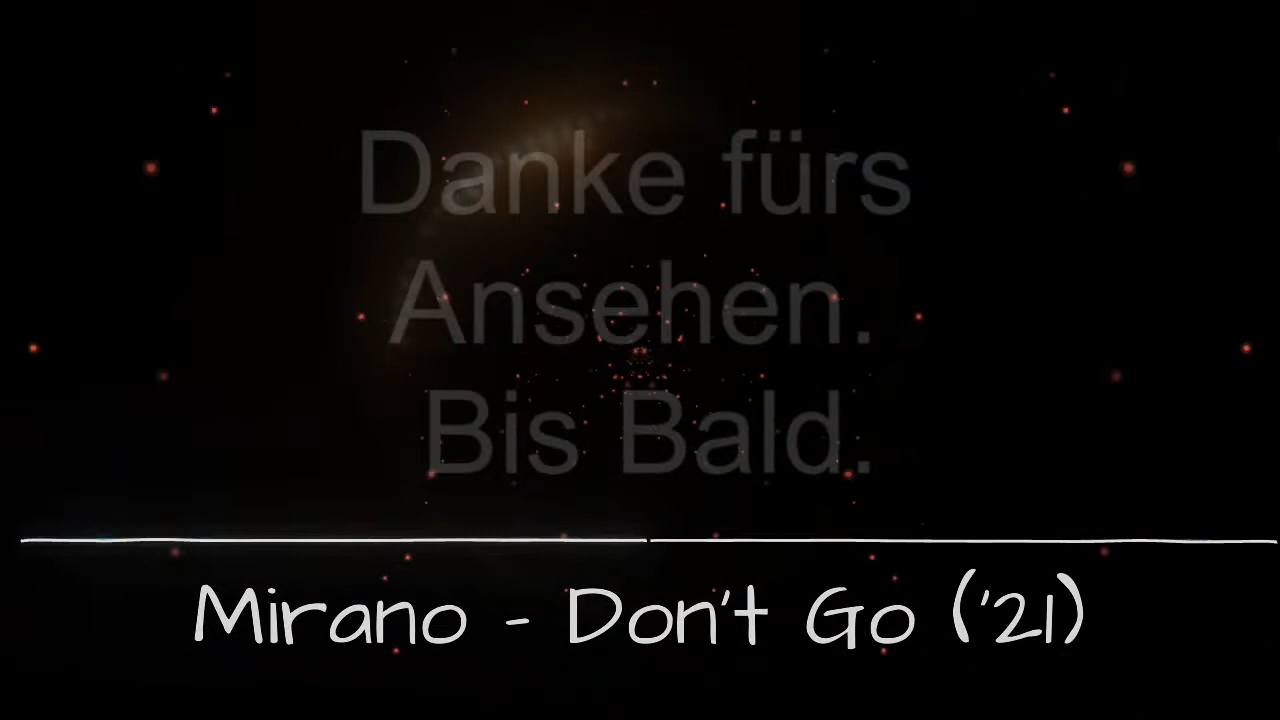 Danke fürs
Ansehen.
Bis Bald.
Mirano - Don't Go ('21)